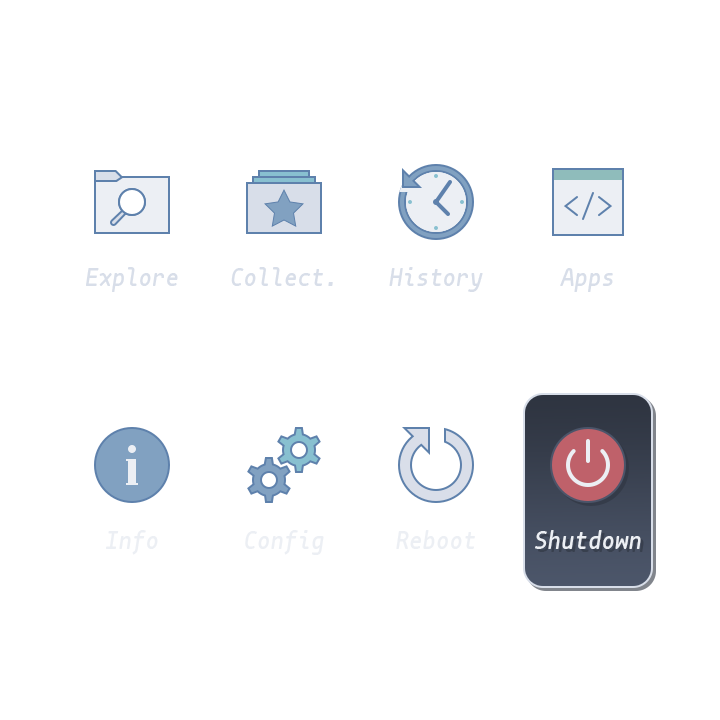 Explore
Collect.
History
Apps
Info
Config
Reboot
Shutdown